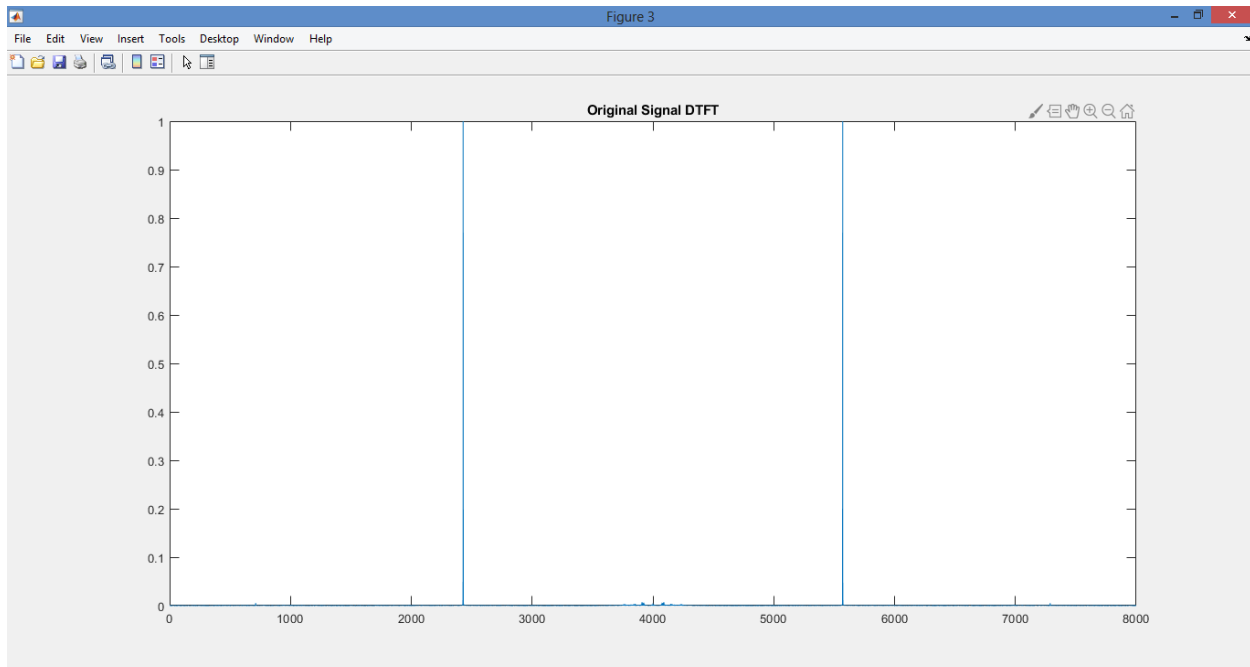 Figure 3
File Edit View Insert Tools Desktop Window Help
Original Signal DTFT
1
0.9
0.8
0.7
0.6
0.5
0.4
0.3
0.2
0.1
0
0 1000 2000 3000 4000 5000 6000 7000 8000